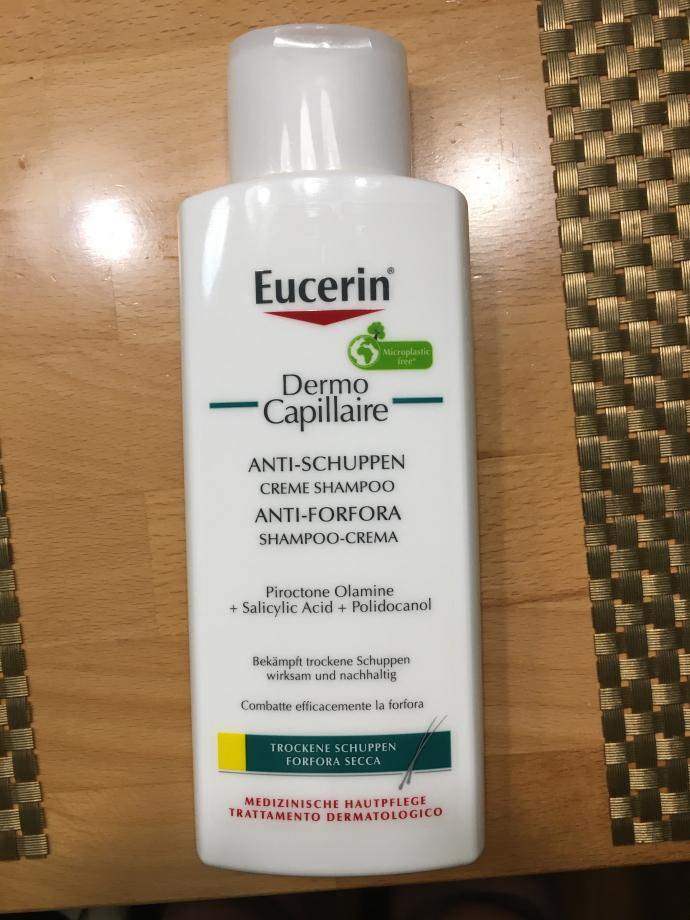 Eucerin®
Microplastic
free*
Dermo
Capillaire
ANTI-SCHUPPEN
CREME SHAMPOO
ANTI-FORFORA
SHAMPOO-CREMA
Piroctone Olamine
+ Salicylic Acid + Polidocanol
Bekämpft trockene Schuppen
wirksam und nachhaltig
Combatte efficacemente la forfora
TROCKENE SCHUPPEN
FORFORA SECCA
MEDIZINISCHE HAUTPFLEGE
TRATTAMENTO DERMATOLOGICO